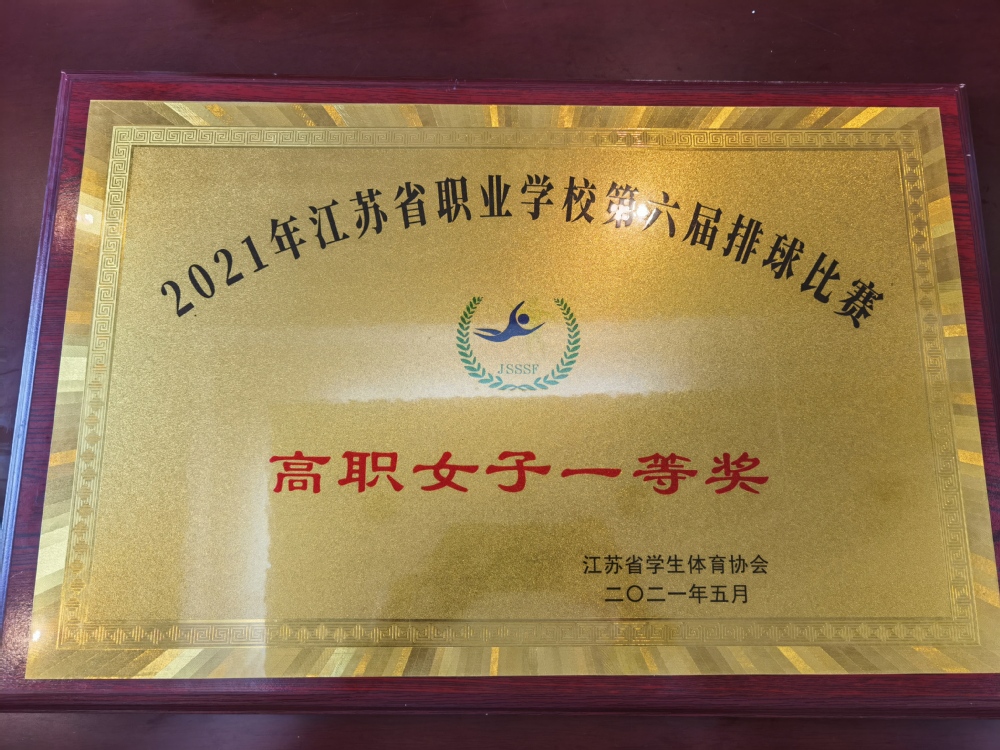 2021年江苏省职业学校第六届排球比赛
JSSSF
高职女子一等奖
江苏省学生体育协会
二〇二一年五月